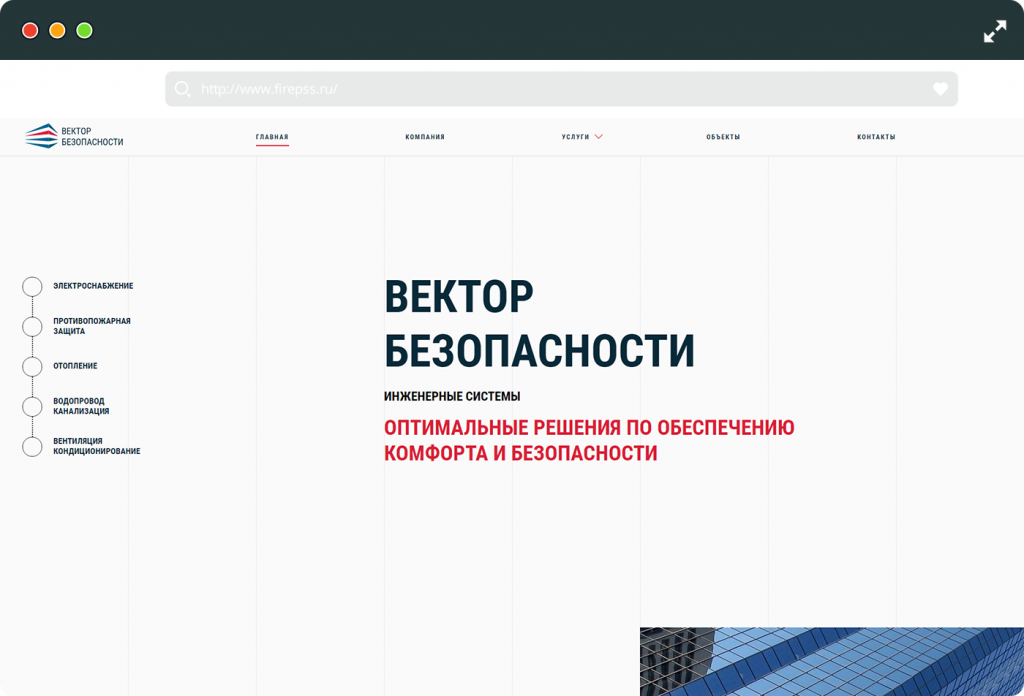 http://www.firepss.ru/
ВЕКТОР
БЕЗОПАСНОСТИ
ГЛАВНАЯ
КОМПАНИЯ
УСЛУГИ
ОБЪЕКТЫ
КОНТАКТЫ
ЭЛЕКТРОСНАБЖЕНИЕ
ПРОТИВОПОЖАРНАЯ
ЗАЩИТА
ОТОПЛЕНИЕ
ВОДОПРОВОД
КАНАЛИЗАЦИЯ
ВЕНТИЛЯЦИЯ
КОНДИЦИОНИРОВАНИЕ
ВЕКТОР
БЕЗОПАСНОСТИ
ИНЖЕНЕРНЫЕ СИСТЕМЫ
ОПТИМАЛЬНЫЕ РЕШЕНИЯ ПО ОБЕСПЕЧЕНИЮ
КОМФОРТА И БЕЗОПАСНОСТИ